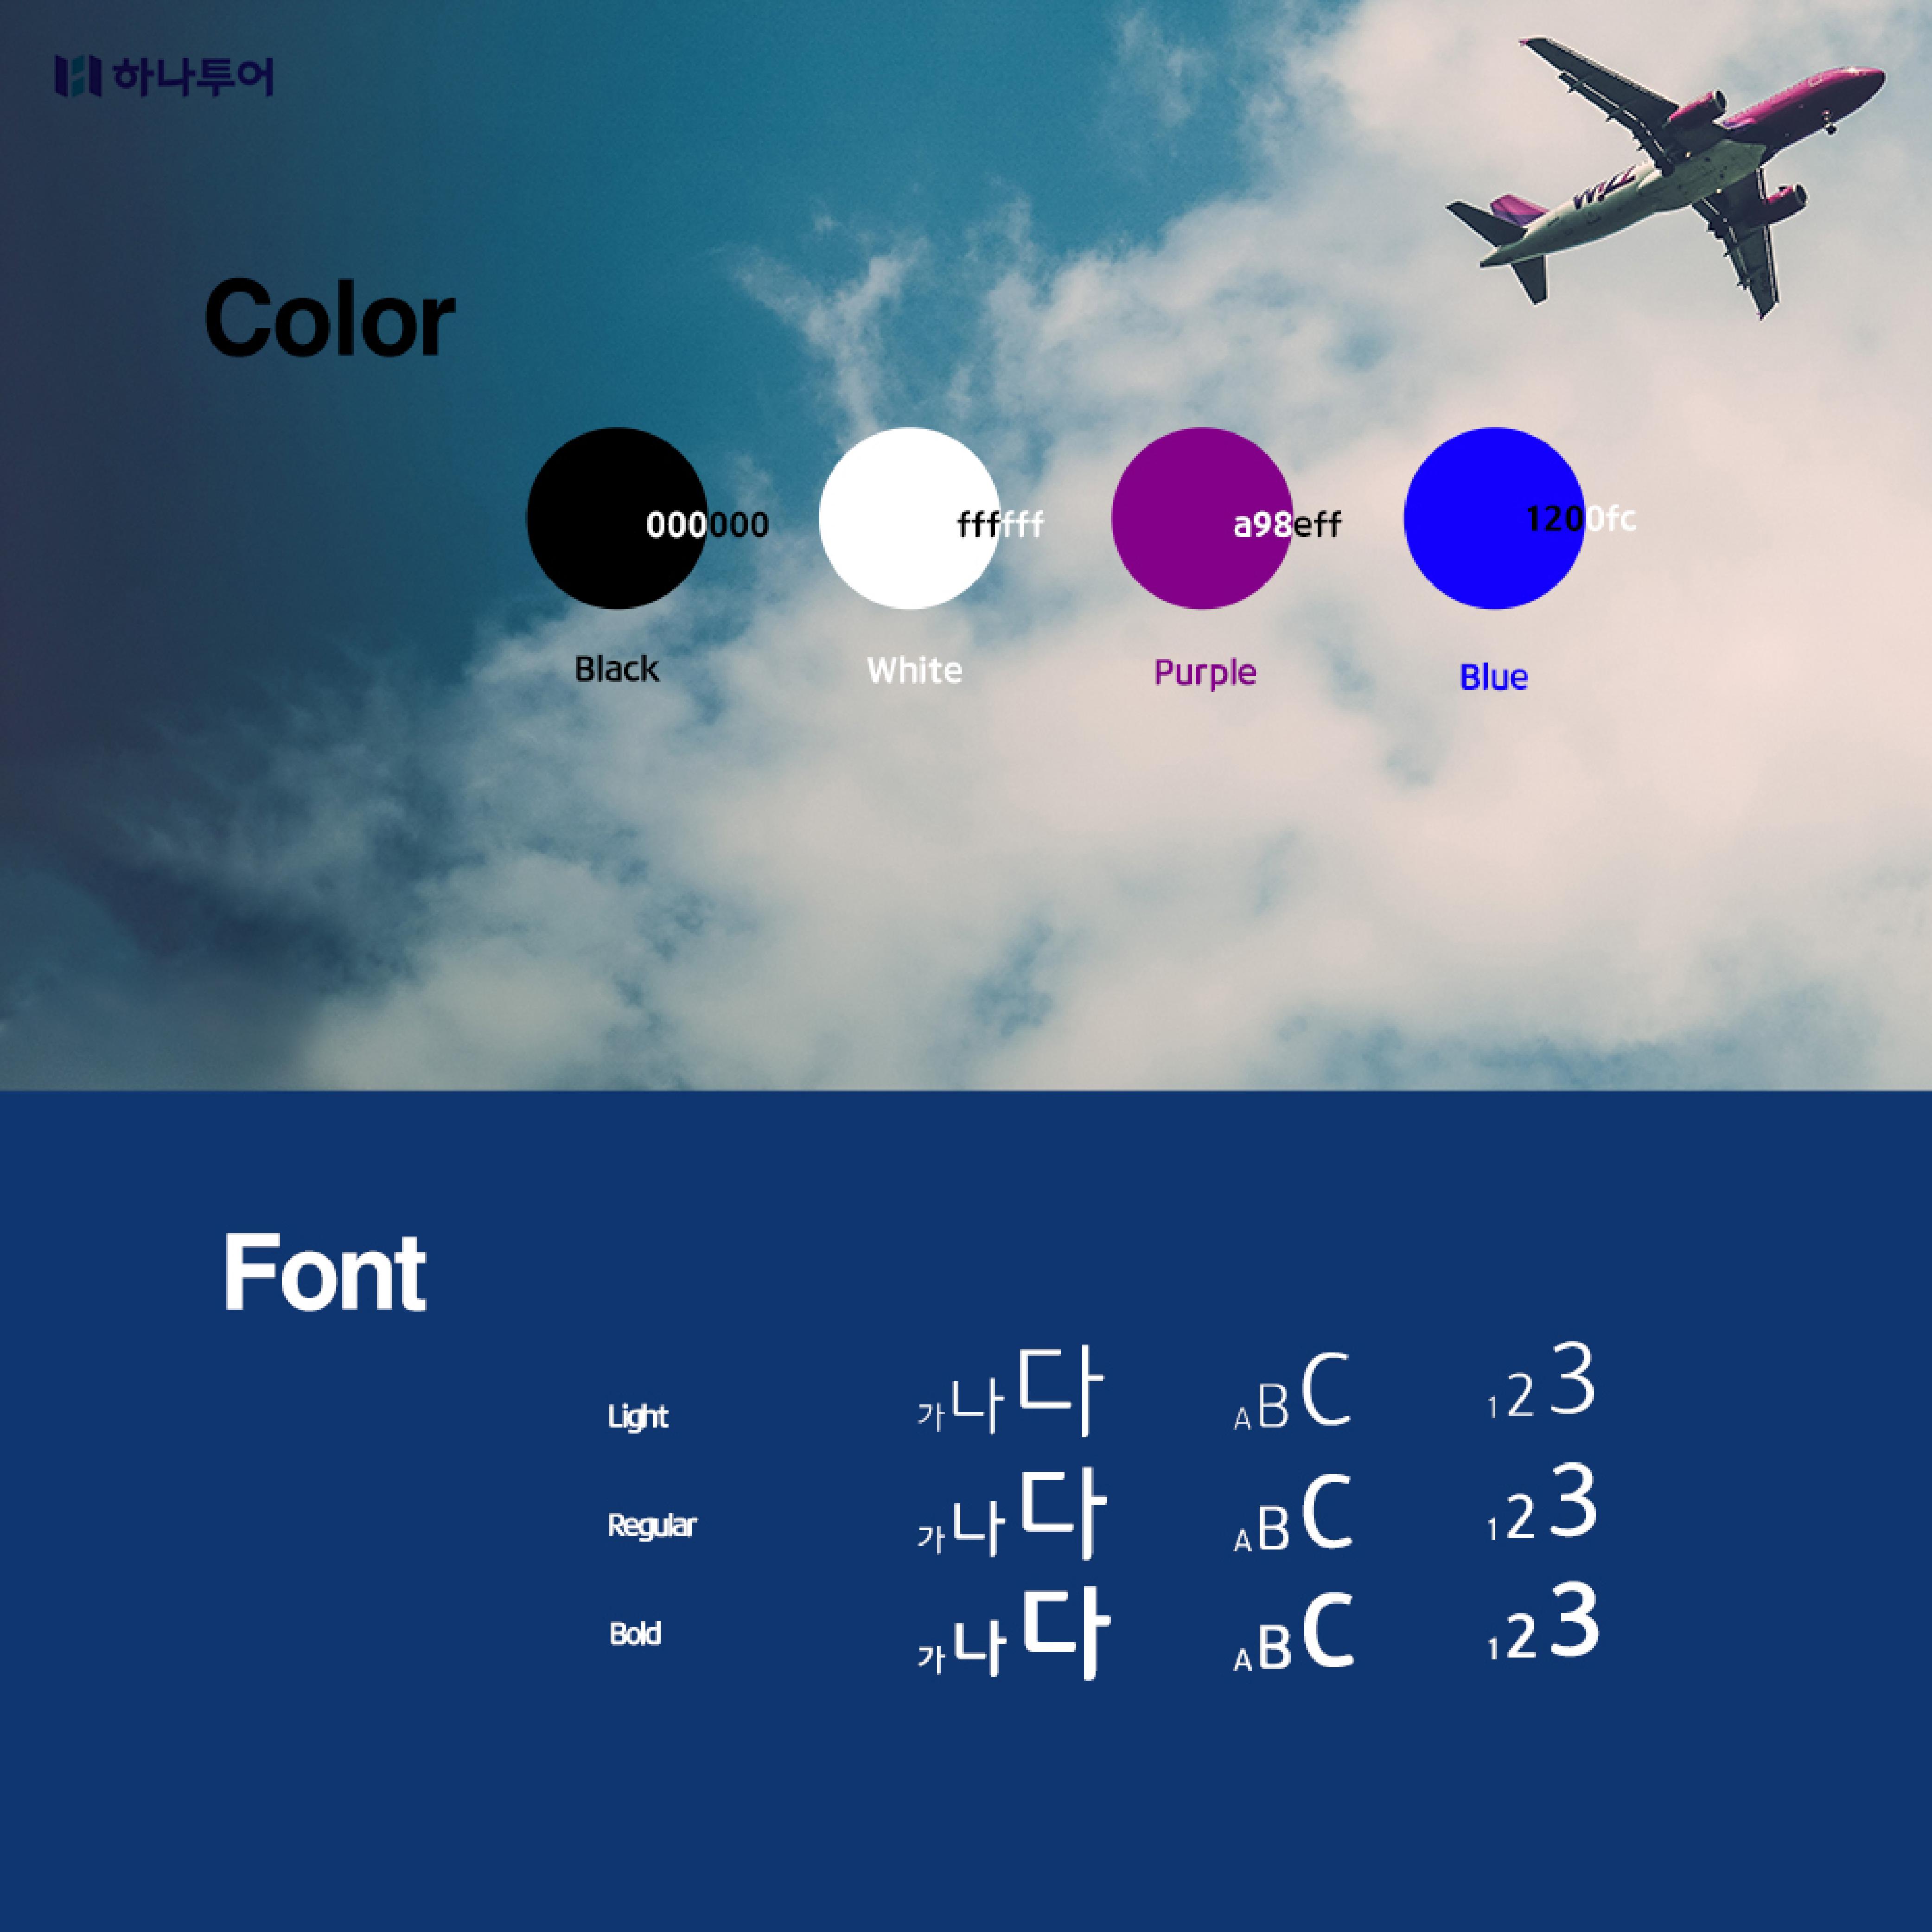 하나투어
WIZZ
Color
000000 ffffff a98eff 1200fc
Black White Purple Blue
Font
Light 가나다 ABC 123
Regular 가나다 ABC 123
Bold 가나다 ABC 123